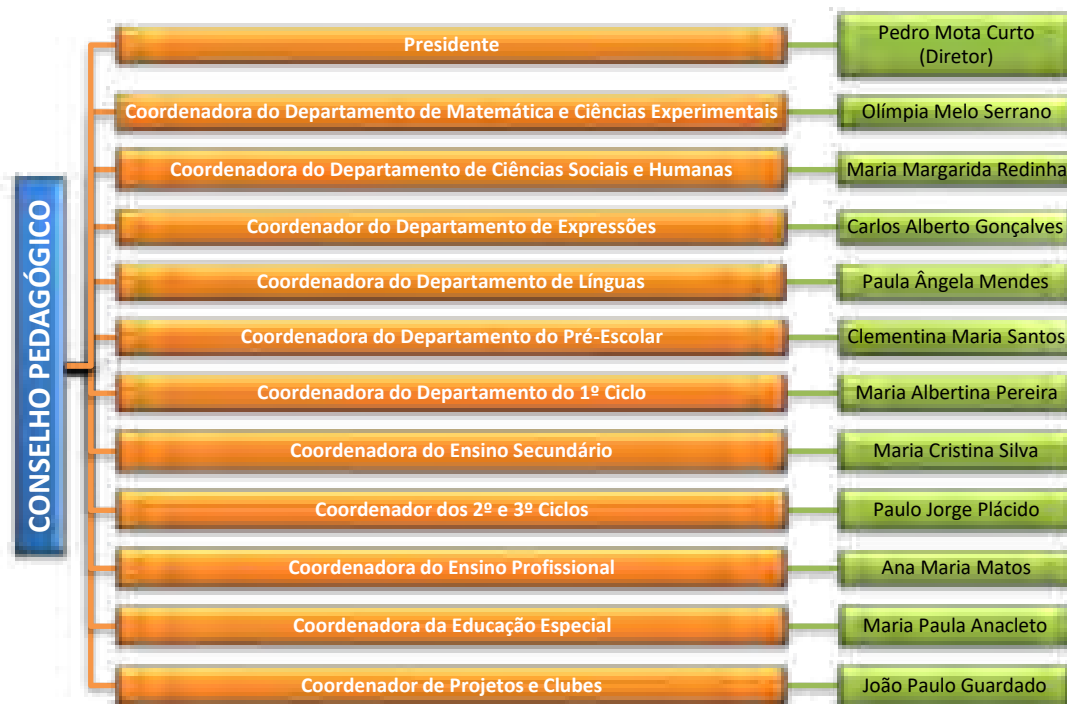 CONSELHO PEDAGÓGICO
Presidente
Pedro Mota Curto
(Diretor)
Coordenadora do Departamento de Matemática e Ciências Experimentais
Olímpia Melo Serrano
Coordenadora do Departamento de Ciências Sociais e Humanas
Maria Margarida Redinha
Coordenador do Departamento de Expressões
Carlos Alberto Gonçalves
Coordenadora do Departamento de Línguas
Paula Ângela Mendes
Coordenadora do Departamento do Pré-Escolar
Clementina Maria Santos
Coordenadora do Departamento do 1º Ciclo
Maria Albertina Pereira
Coordenadora do Ensino Secundário
Maria Cristina Silva
Coordenador dos 2º e 3º Ciclos
Paulo Jorge Plácido
Coordenadora do Ensino Profissional
Ana Maria Matos
Coordenadora da Educação Especial
Maria Paula Anacleto
Coordenador de Projetos e Clubes
João Paulo Guardado